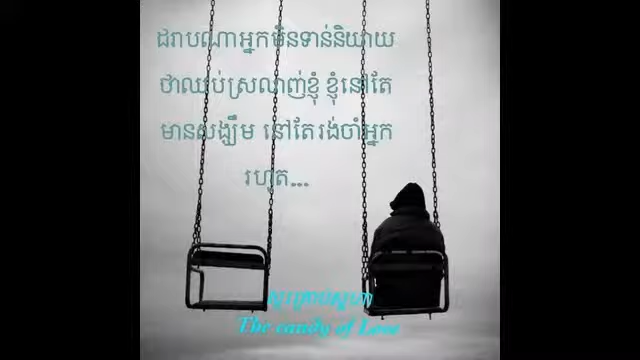 ដរាបណាអ្នកមិនទាន់និយាយ
ថាឈប់ស្រលាញ់ខ្ញុំ ខ្ញុំនៅតែ
មានសង្ឃឹម នៅតែរង់ចាំអ្នក
រហូត...
The candy of Love